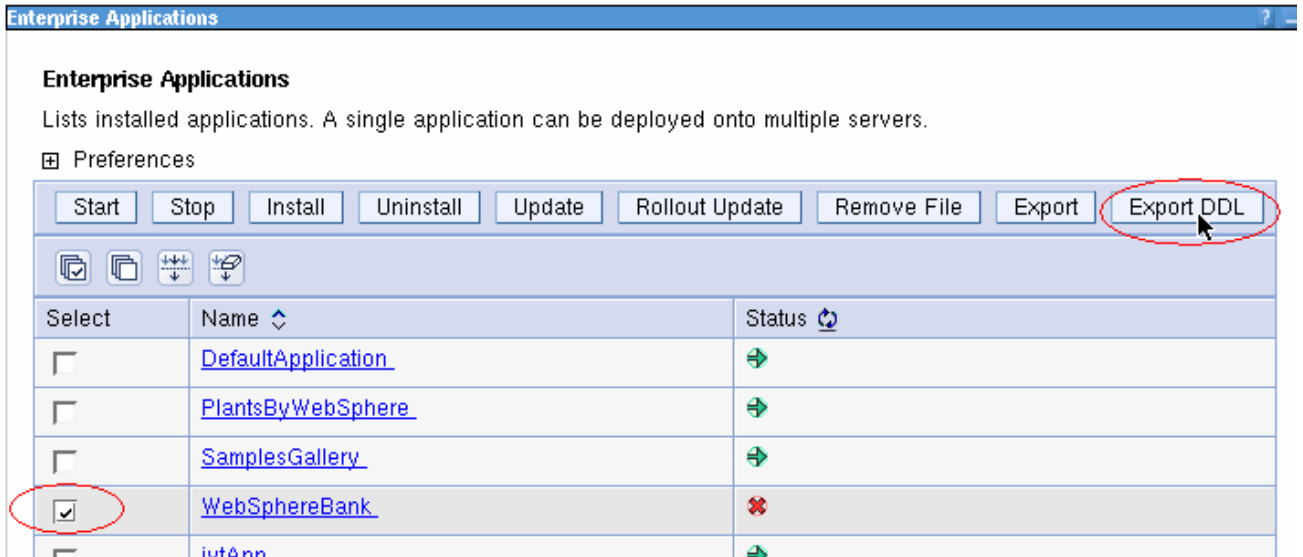 Enterprise Applications ?
Enterprise Applications
Lists installed applications. A single application can be deployed onto multiple servers.
Preferences
Start Stop Install Uninstall Update Rollout Update Remove File Export Export DDL
Select Name Status
DefaultApplication
PlantsByWebSphere
SamplesGallery
WebSphereBank
ivtApp